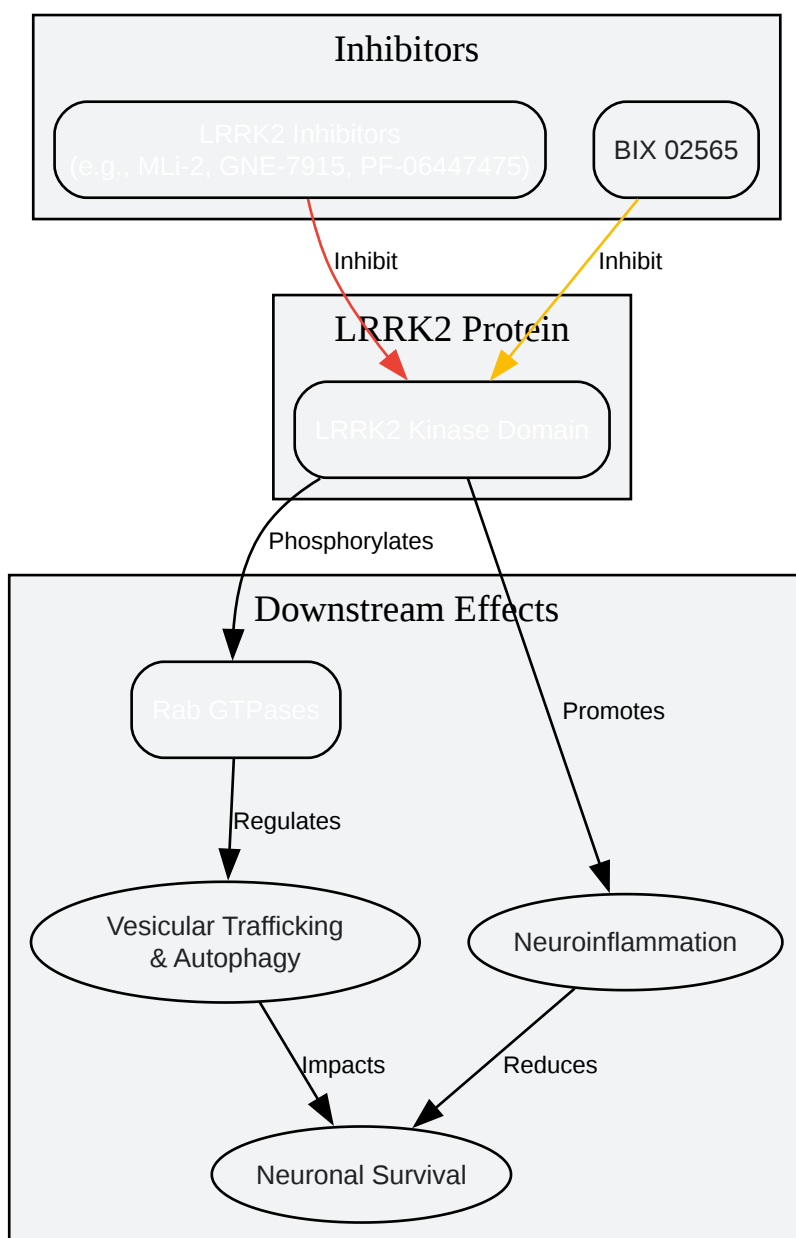 Inhibitors
LRRK2 Inhibitors
(e.g., MLi-2, GNE-7915, PF-06447475)
BIX 02565
Inhibit
Inhibit
LRRK2 Protein
LRRK2 Kinase Domain
Phosphorylates
Downstream Effects
Rab GTPases
Promotes
Regulates
Vesicular Trafficking
& Autophagy
Neuroinflammation
Impacts
Reduces
Neuronal Survival